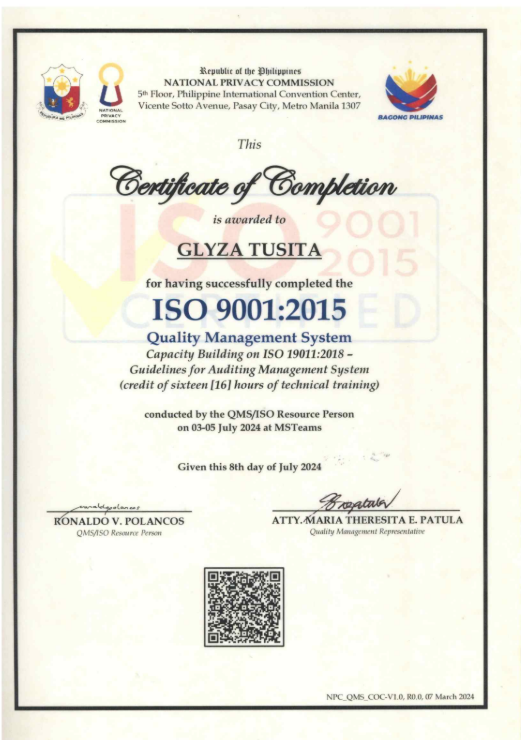 Republic of the Philippines
NATIONAL PRIVACY COMMISSION
5th Floor, Philippine International Convention Center,
Vicente Sotto Avenue, Pasay City, Metro Manila 1307
NATIONAL
PRIVACY
COMMISSION
BAGONG PILIPINAS
This
Certificate of Completion
is awarded to
GLYZA TUSITA
ISO 9001
2015
CERTIFIED
for having successfully completed the
ISO 9001:2015
Quality Management System
Capacity Building on ISO 19011:2018 –
Guidelines for Auditing Management System
(credit of sixteen [16] hours of technical training)
conducted by the QMS/ISO Resource Person
on 03-05 July 2024 at MSTeams
Given this 8th day of July 2024
RONALDO V. POLANCOS
QMS/ISO Resource Person
ATTY. MARIA THERESITA E. PATULA
Quality Management Representative
NPC_QMS_COC-V1.0, R0.0, 07 March 2024